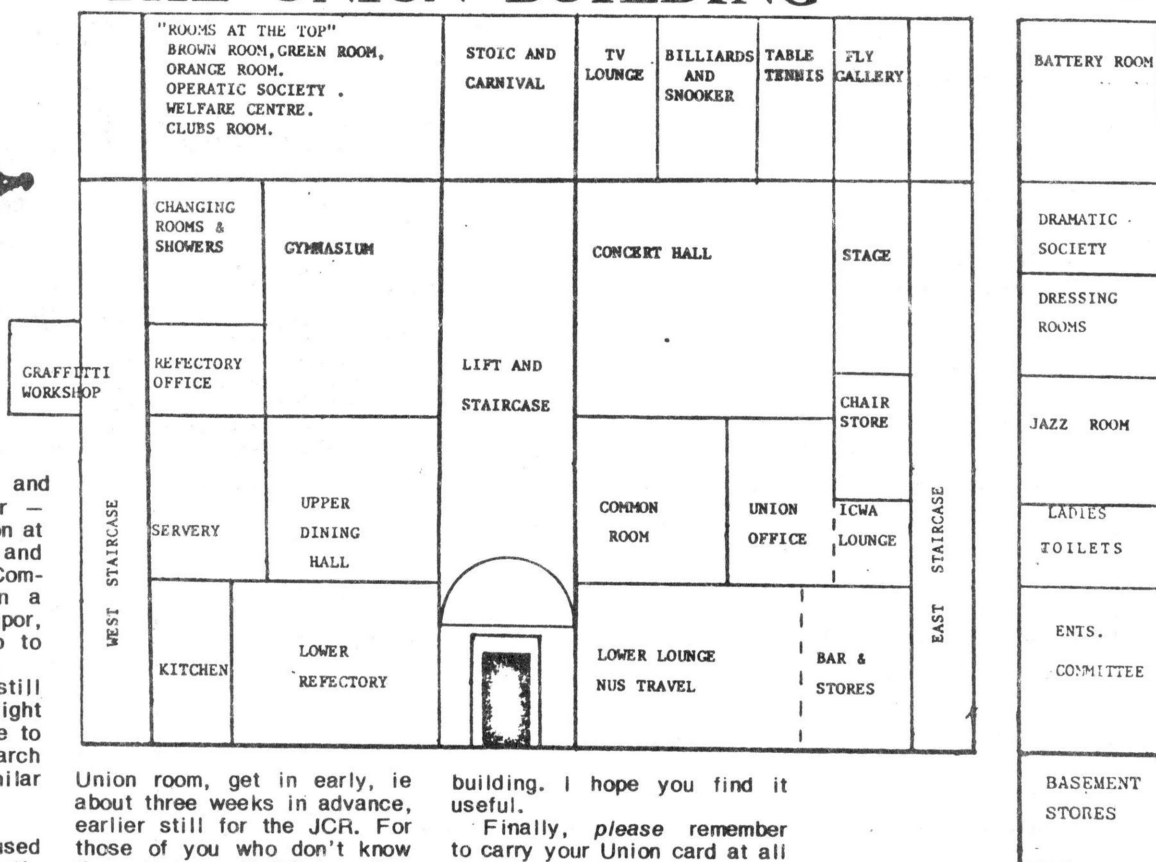 UNION BUILDING
"ROOMS AT THE TOP"
BROWN ROOM, GREEN ROOM,
ORANGE ROOM.
OPERATIC SOCIETY .
WELFARE CENTRE.
CLUBS ROOM.
STOIC AND
CARNIVAL
TV
LOUNGE
BILLIARDS
AND
SNOOKER
TABLE
TENNIS
FLY
GALLERY
BATTERY ROOM
CHANGING
ROOMS &
SHOWERS
GYMNASIUM
CONCERT HALL
STAGE
DRAMATIC
SOCIETY
DRESSING
ROOMS
GRAFFITTI
WORKSHOP
REFECTORY
OFFICE
LIFT AND
STAIRCASE
CHAIR
STORE
JAZZ ROOM
WEST STAIRCASE
SERVERY
UPPER
DINING
HALL
COMMON
ROOM
UNION
OFFICE
ICWA
LOUNGE
EAST STAIRCASE
LADIES
TOILETS
KITCHEN
LOWER
REFECTORY
LOWER LOUNGE
NUS TRAVEL
BAR &
STORES
ENTS.
COMMITTEE
BASEMENT
STORES
and
r —
on at
and
Com-
n a
por,
o to
still
ight
e to
arch
nilar
used
Union room, get in early, ie
about three weeks in advance,
earlier still for the JCR. For
those of you who don't know
building. I hope you find it
useful.
Finally, please remember
to carry your Union card at all